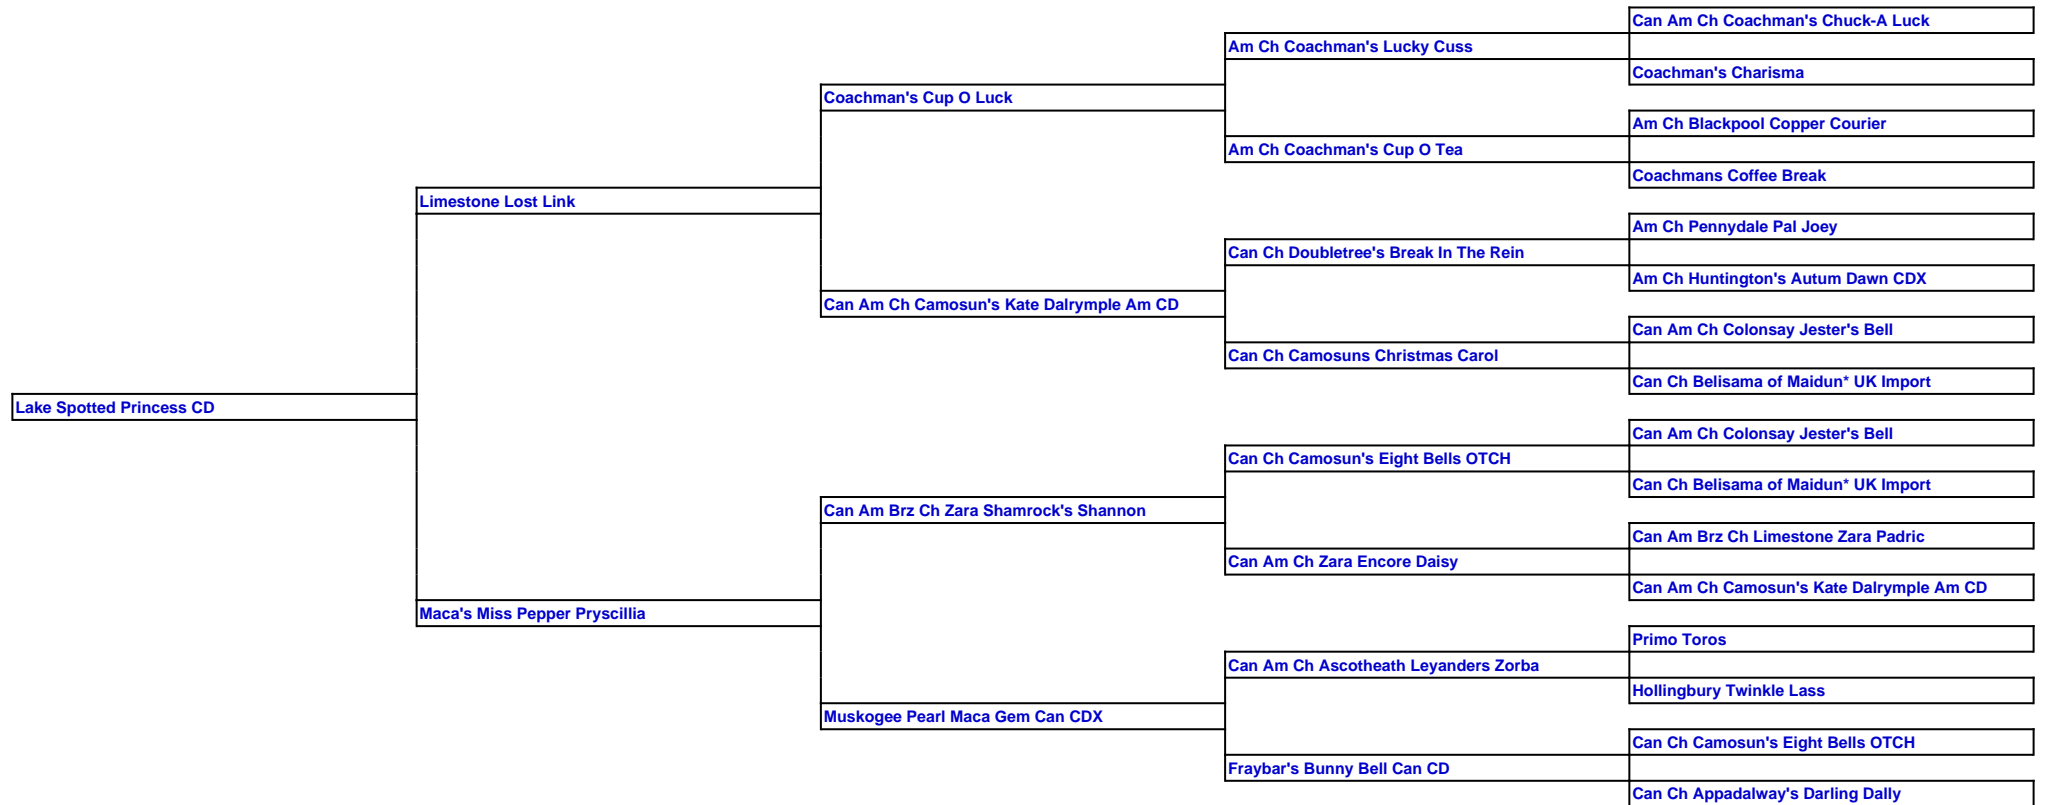 Can Am Ch Coachman's Chuck-A Luck
Am Ch Coachman's Lucky Cuss
Coachman's Charisma
Coachman's Cup O Luck
Am Ch Blackpool Copper Courier
Am Ch Coachman's Cup O Tea
Coachmans Coffee Break
Limestone Lost Link
Am Ch Pennydale Pal Joey
Can Ch Doubletree's Break In The Rein
Am Ch Huntington's Autum Dawn CDX
Can Am Ch Camosun's Kate Dalrymple Am CD
Can Am Ch Colonsay Jester's Bell
Can Ch Camosuns Christmas Carol
Can Ch Belisama of Maidun* UK Import
Lake Spotted Princess CD
Can Am Ch Colonsay Jester's Bell
Can Ch Camosun's Eight Bells OTCH
Can Ch Belisama of Maidun* UK Import
Can Am Brz Ch Zara Shamrock's Shannon
Can Am Brz Ch Limestone Zara Padric
Can Am Ch Zara Encore Daisy
Can Am Ch Camosun's Kate Dalrymple Am CD
Maca's Miss Pepper Pryscillia
Primo Toros
Can Am Ch Ascotheath Leyanders Zorba
Hollingbury Twinkle Lass
Muskogee Pearl Maca Gem Can CDX
Can Ch Camosun's Eight Bells OTCH
Fraybar's Bunny Bell Can CD
Can Ch Appadalway's Darling Dally